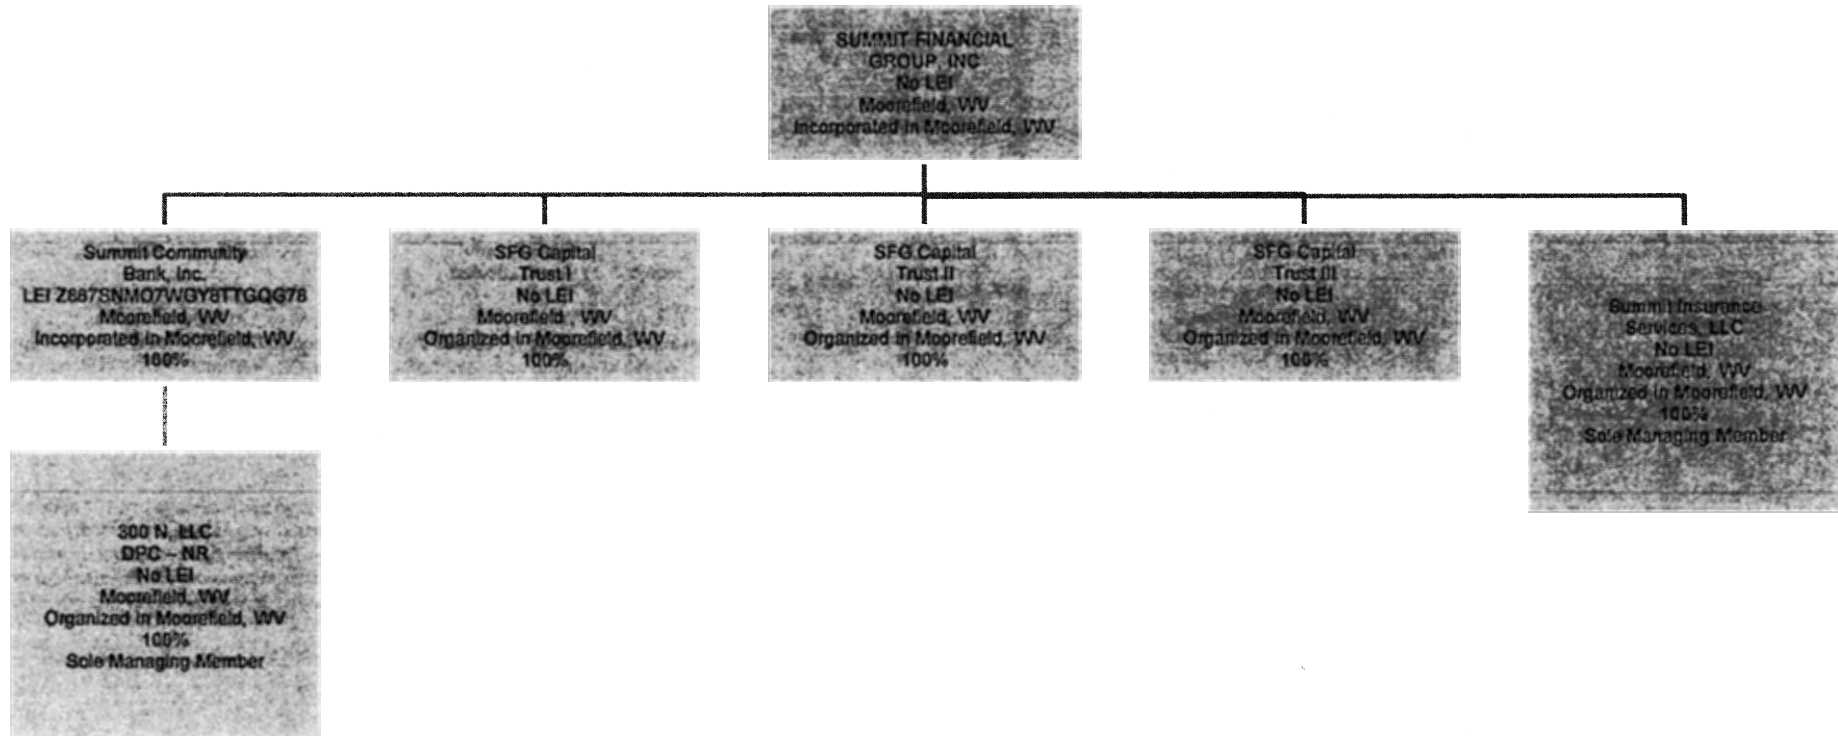 SUMMIT FINANCIAL
GROUP, INC
No LEI
Moorefield, WV
Incorporated in Moorefield, WV
Summit Community
Bank, Inc.
LEI Z887SNMO7WGY8TTGQG78
Moorefield, WV
Incorporated in Moorefield, WV
100%
SFG Capital
Trust I
No LEI
Moorefield , WV
Organized in Moorefield, WV
100%
SFG Capital
Trust II
No LEI
Moorefield, WV
Organized in Moorefield, WV
100%
SFG Capital
Trust III
No LEI
Moorefield, WV
Organized in Moorefield, WV
100%
Summit Insurance
Services, LLC
No LEI
Moorefield, WV
Organized in Moorefield, WV
100%
Sole Managing Member
300 N, LLC
DPC – NR
No LEI
Moorefield, WV
Organized in Moorefield, WV
100%
Sole Managing Member